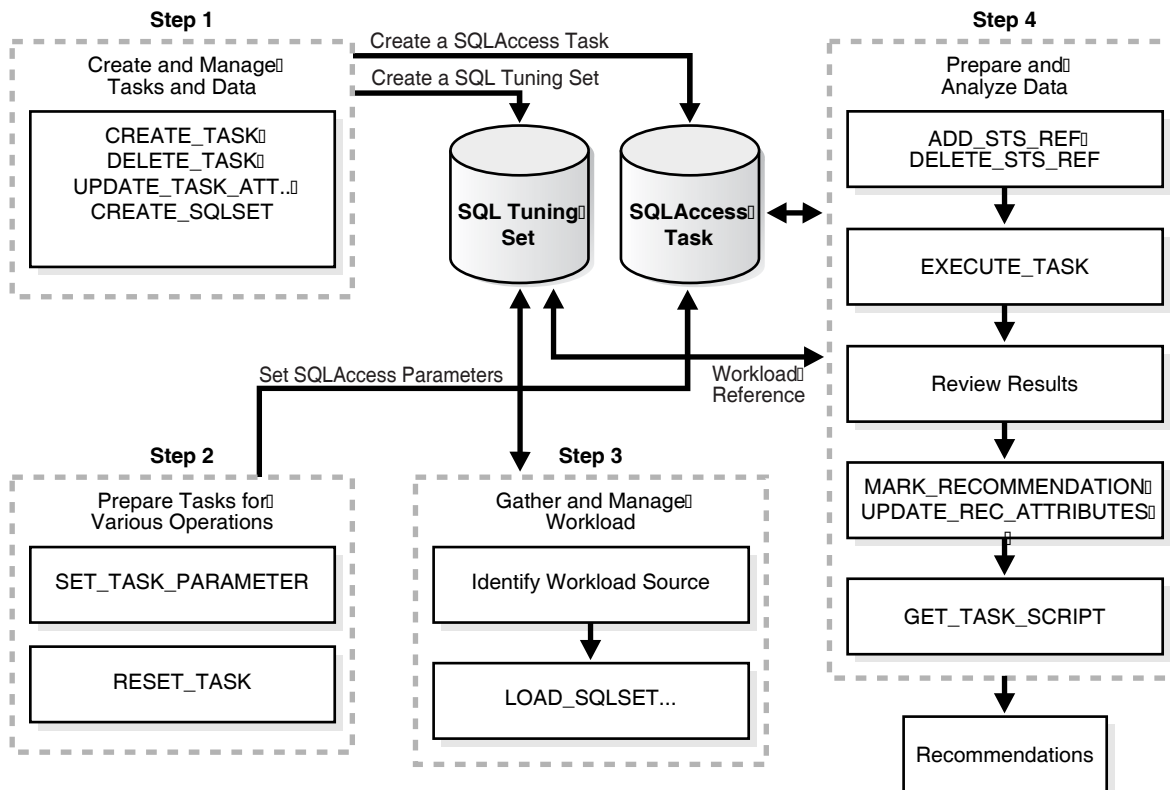 Step 1
Create and Manage
Tasks and Data
CREATE_TASK
DELETE_TASK
UPDATE_TASK_ATT..
CREATE_SQLSET
Create a SQLAccess Task
Create a SQL Tuning Set
SQL Tuning
Set
SQLAccess
Task
Set SQLAccess Parameters
Workload
Reference
Step 2
Prepare Tasks for
Various Operations
SET_TASK_PARAMETER
RESET_TASK
Step 3
Gather and Manage
Workload
Identify Workload Source
LOAD_SQLSET...
Step 4
Prepare and
Analyze Data
ADD_STS_REF
DELETE_STS_REF
EXECUTE_TASK
Review Results
MARK_RECOMMENDATION
UPDATE_REC_ATTRIBUTES
GET_TASK_SCRIPT
Recommendations